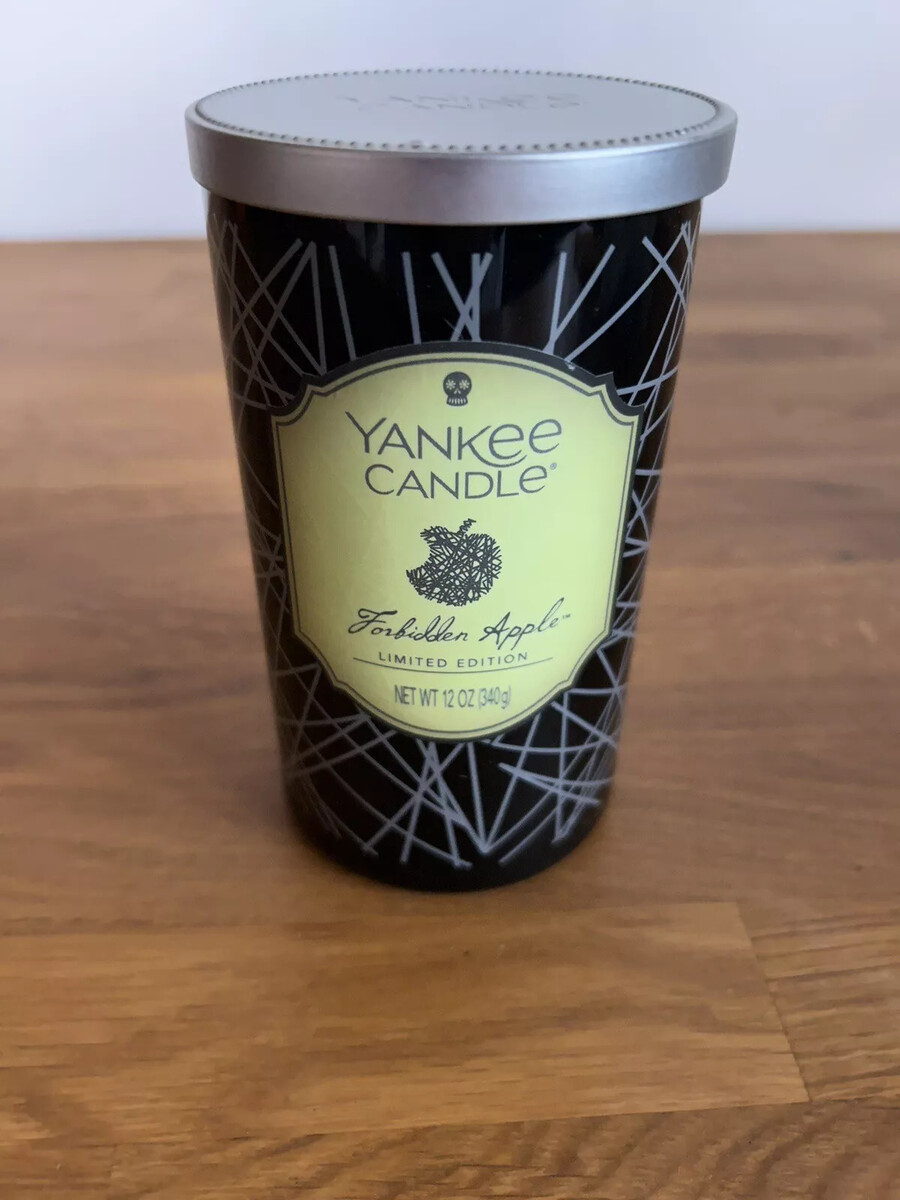 YANKEE
CANDLE®
Forbidden Apple™
LIMITED EDITION
NET WT 12 OZ (340g)